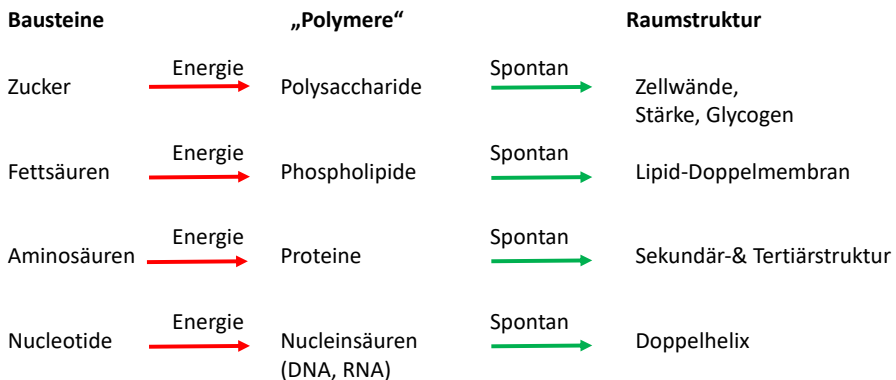 Bausteine „Polymere“ Raumstruktur
Energie Spontan
Zucker Polysaccharide Zellwände,
Stärke, Glycogen
Energie Spontan
Fettsäuren Phospholipide Lipid-Doppelmembran
Energie Spontan
Aminosäuren Proteine Sekundär-& Tertiärstruktur
Energie Spontan
Nucleotide Nucleinsäuren Doppelhelix
(DNA, RNA)